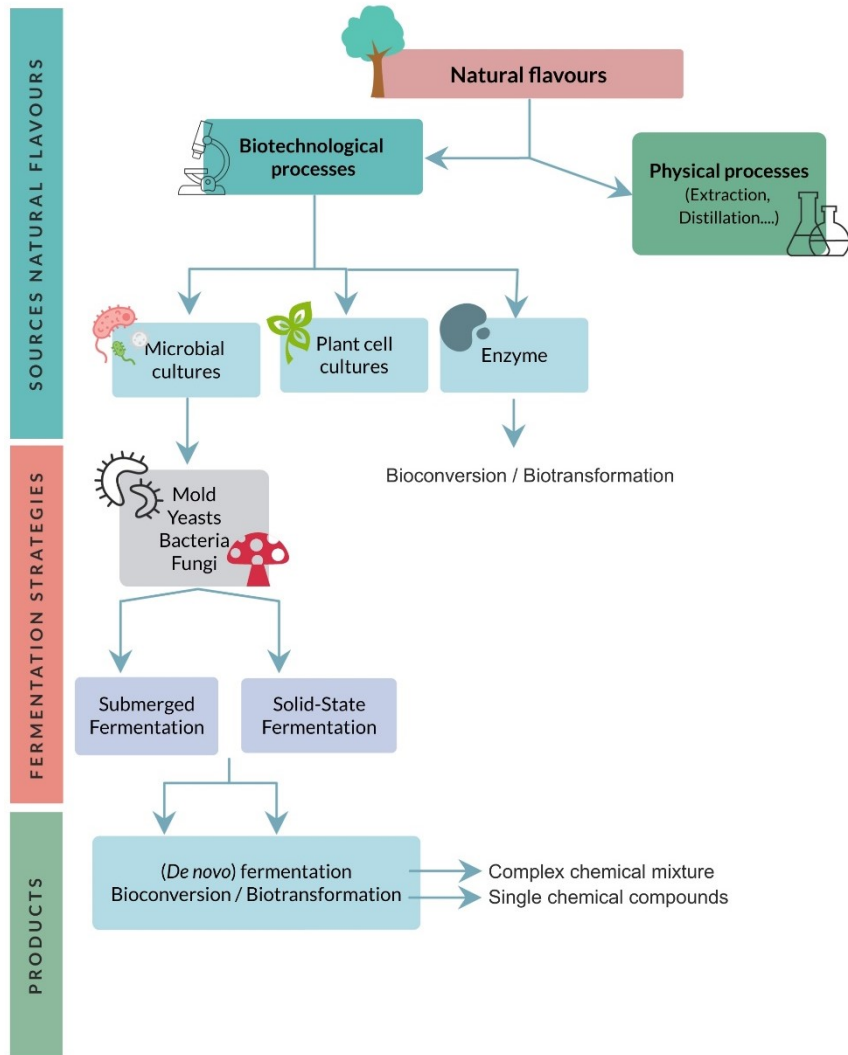 SOURCES NATURAL FLAVOURS
Natural flavours
Biotechnological
processes
Physical processes
(Extraction,
Distillation....)
Microbial
cultures
Plant cell
cultures
Enzyme
Bioconversion / Biotransformation
FERMENTATION STRATEGIES
Mold
Yeasts
Bacteria
Fungi
Submerged
Fermentation
Solid-State
Fermentation
PRODUCTS
(De novo) fermentation
Bioconversion / Biotransformation
Complex chemical mixture
Single chemical compounds